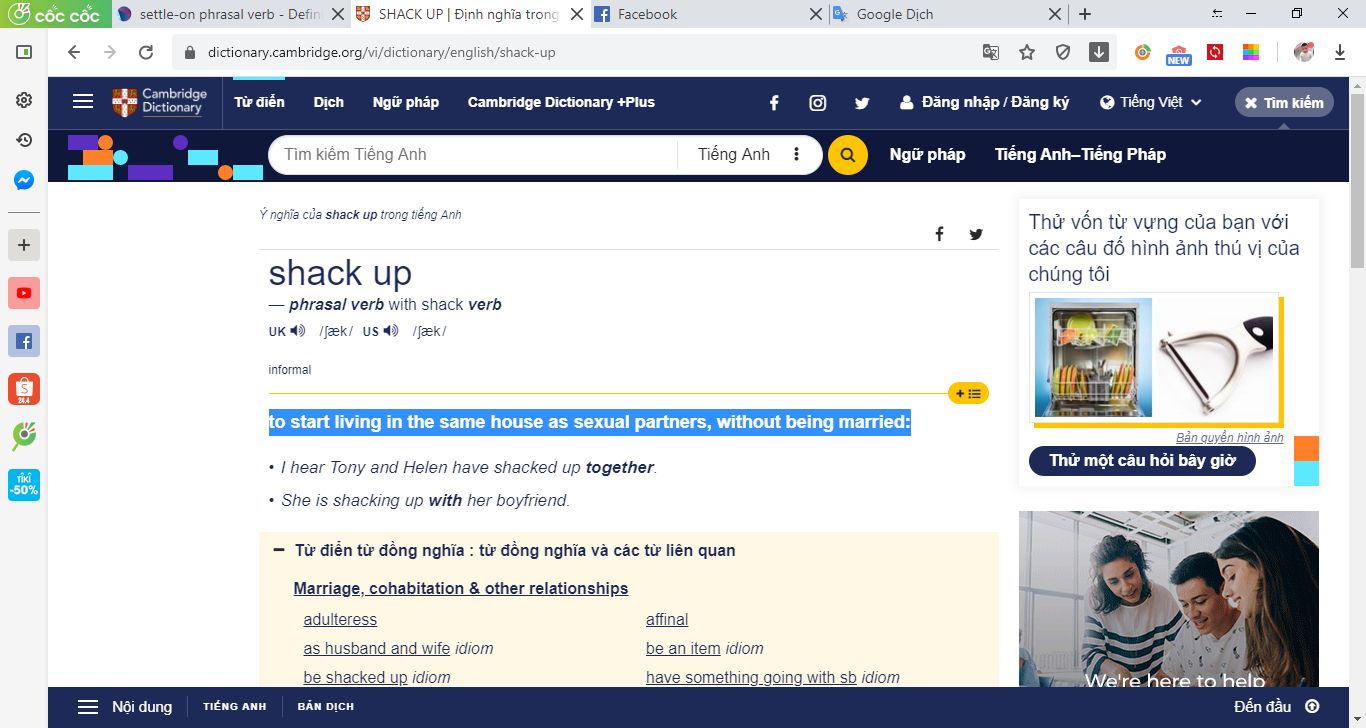 cốc cốc
settle-on phrasal verb - Defin
SHACK UP | Định nghĩa trong
Facebook
Google Dịch
dictionary.cambridge.org/vi/dictionary/english/shack-up
NEW
Cambridge Dictionary
Từ điển
Dịch
Ngữ pháp
Cambridge Dictionary +Plus
Đăng nhập / Đăng ký
Tiếng Việt
Tìm kiếm
Tìm kiếm Tiếng Anh
Tiếng Anh
Ngữ pháp
Tiếng Anh–Tiếng Pháp
Ý nghĩa của shack up trong tiếng Anh
shack up
— phrasal verb with shack verb
UK /ʃæk/ US /ʃæk/
informal
to start living in the same house as sexual partners, without being married:
• I hear Tony and Helen have shacked up together.
• She is shacking up with her boyfriend.
Từ điển từ đồng nghĩa : từ đồng nghĩa và các từ liên quan
Marriage, cohabitation & other relationships
adulteress
affinal
as husband and wife idiom
be an item idiom
be shacked up idiom
have something going with sb idiom
Thử vốn từ vựng của bạn với
các câu đố hình ảnh thú vị của
chúng tôi
Bản quyền hình ảnh
Thử một câu hỏi bây giờ
We're here to help
S
24.4
TIKI
-50%
Nội dung
TIẾNG ANH
BẢN DỊCH
Đến đầu